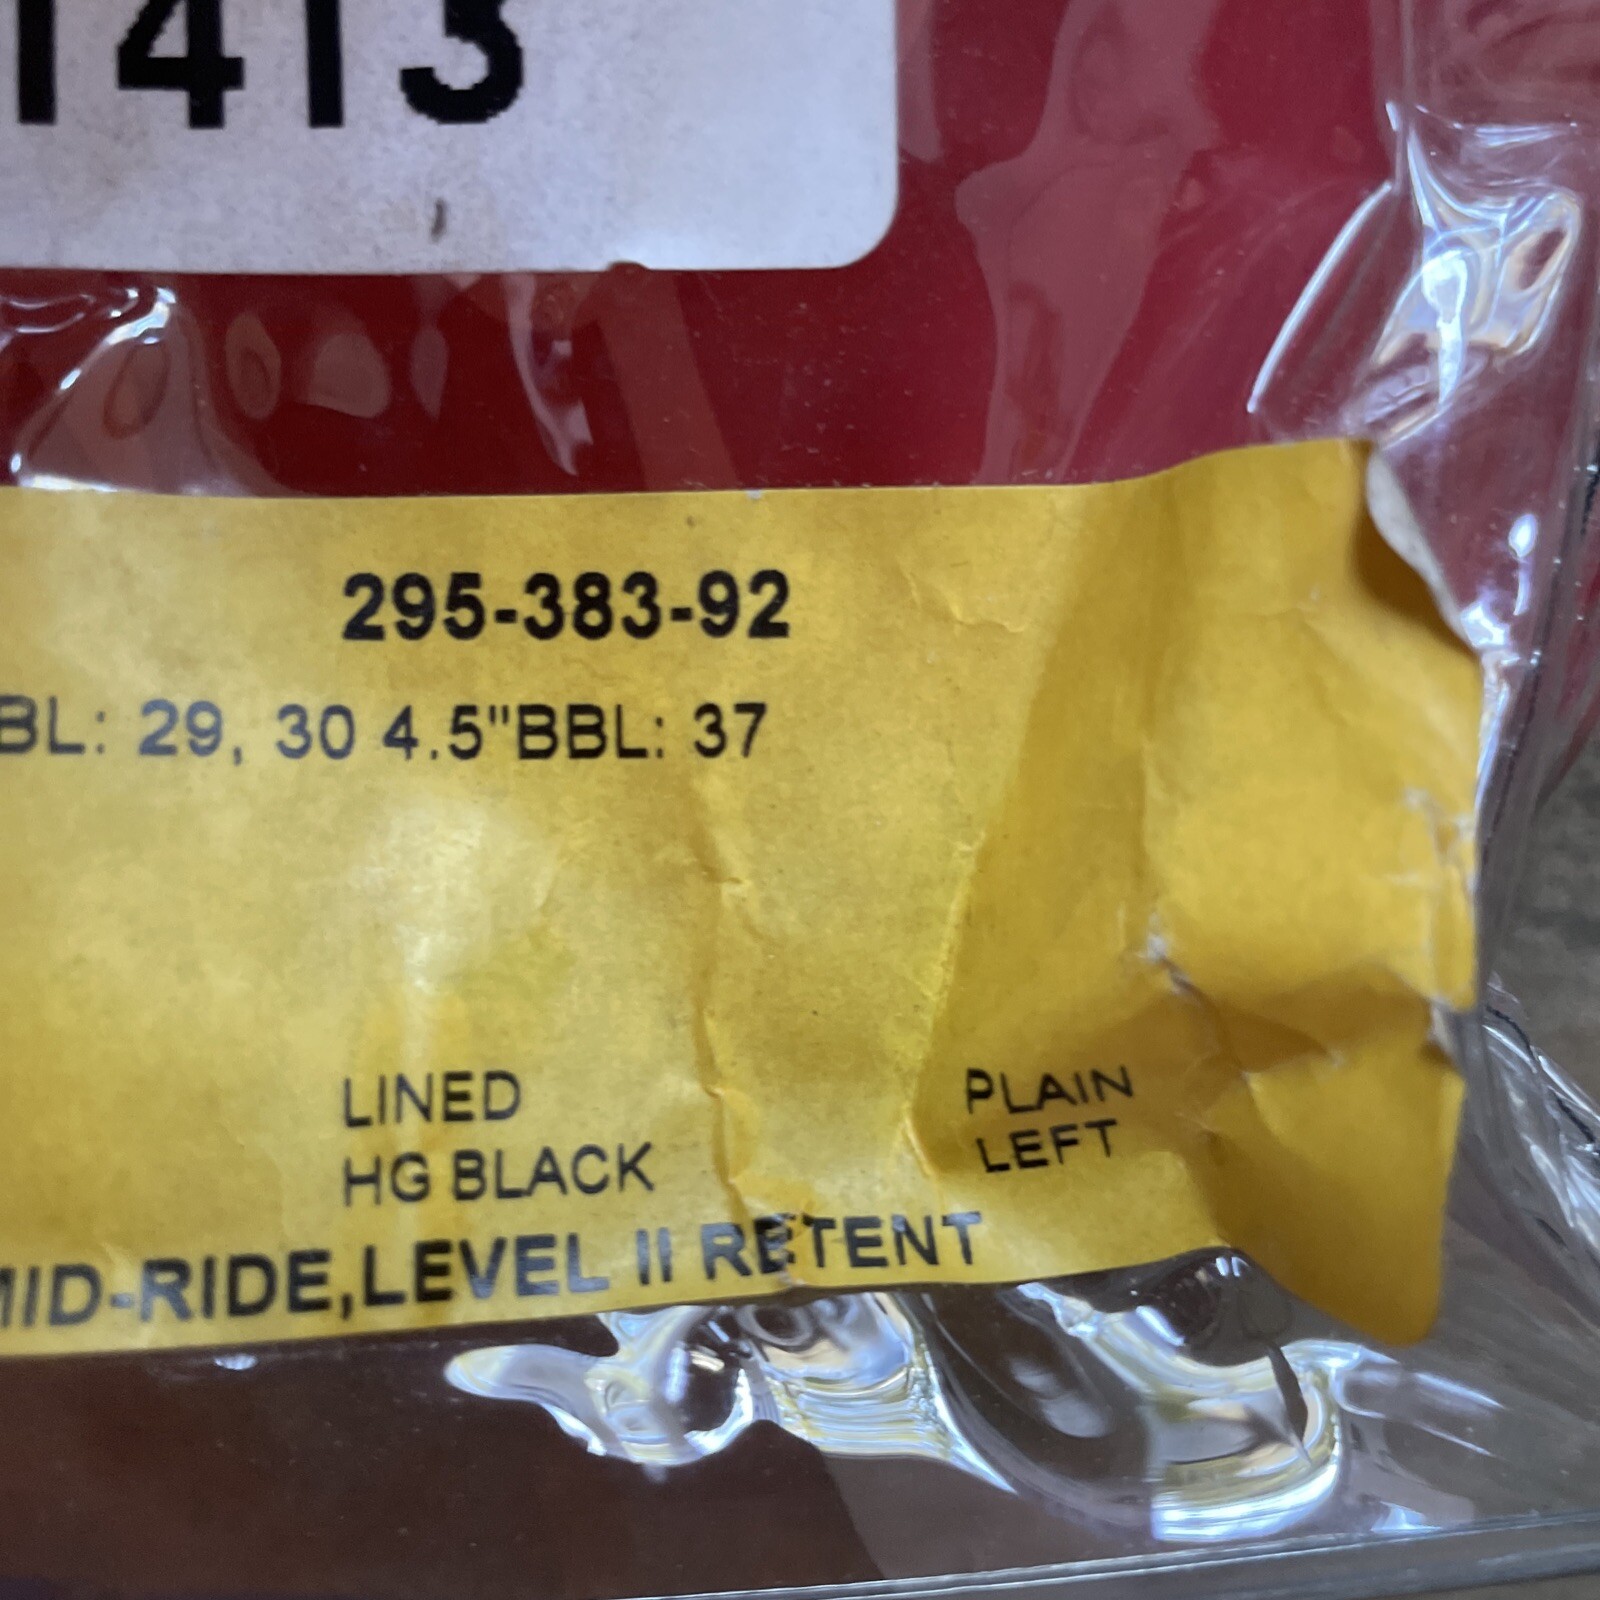 1413
295-383-92
BBL: 29, 30 4.5"BBL: 37
LINED PLAIN
HG BLACK LEFT
MID-RIDE,LEVEL II RETENT